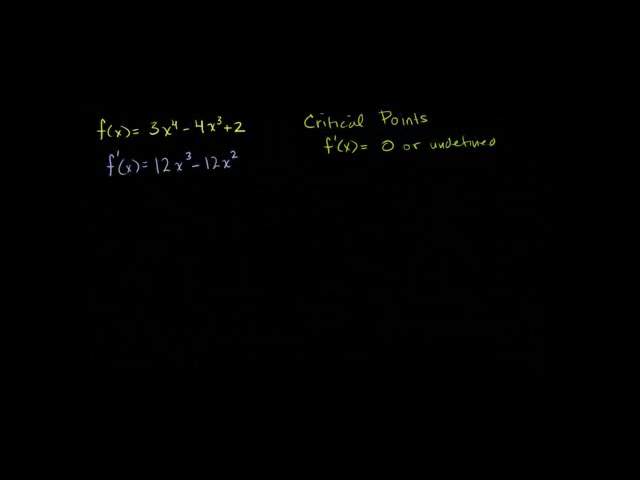 f(x) = 3x⁴ - 4x³ + 2
f'(x) = 12x³ - 12x²
Critical Points
f'(x) = 0 or undefined